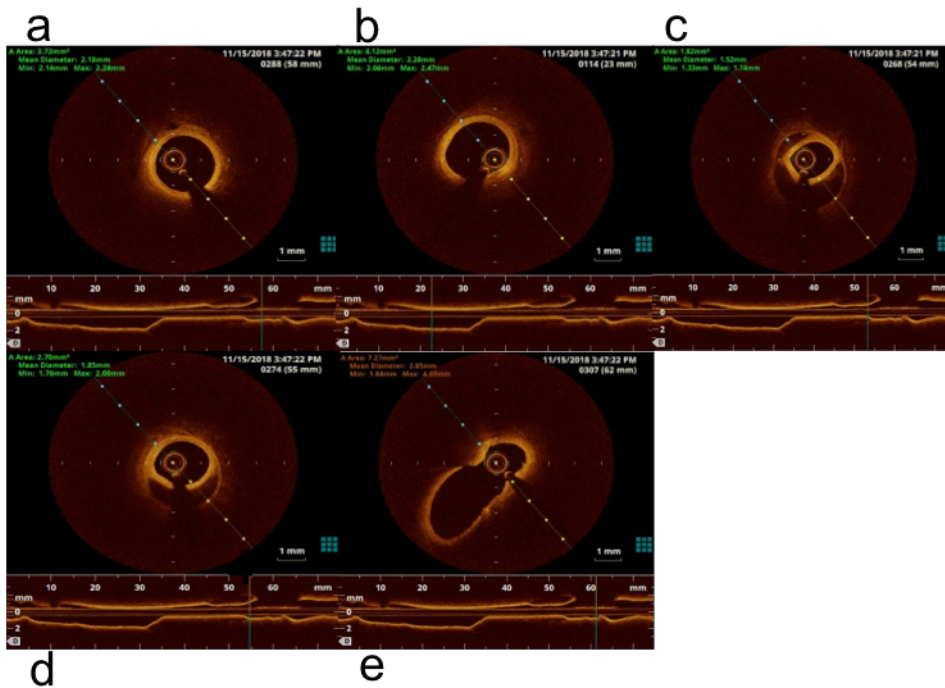 a
b
c
A Area: 3.72mm²
Mean Diameter: 2.18mm
Min: 2.14mm Max: 2.24mm
11/15/2018 3:47:22 PM
0288 (58 mm)
1 mm
A Area: 4.12mm²
Mean Diameter: 2.28mm
Min: 2.06mm Max: 2.47mm
11/15/2018 3:47:21 PM
0114 (23 mm)
1 mm
A Area: 1.82mm²
Mean Diameter: 1.52mm
Min: 1.33mm Max: 1.74mm
11/15/2018 3:47:21 PM
0268 (54 mm)
1 mm
10 20 30 40 50 60 mm
mm
0
2
D
10 20 30 40 50 60 mm
mm
0
2
D
10 20 30 40 50 60 mm
mm
0
2
D
A Area: 2.70mm²
Mean Diameter: 1.85mm
Min: 1.76mm Max: 2.00mm
11/15/2018 3:47:22 PM
0274 (55 mm)
1 mm
A Area: 7.27mm²
Mean Diameter: 2.85mm
Min: 1.84mm Max: 4.09mm
11/15/2018 3:47:22 PM
0307 (62 mm)
1 mm
10 20 30 40 50 60 mm
mm
0
2
D
10 20 30 40 50 60 mm
mm
0
2
D
d
e